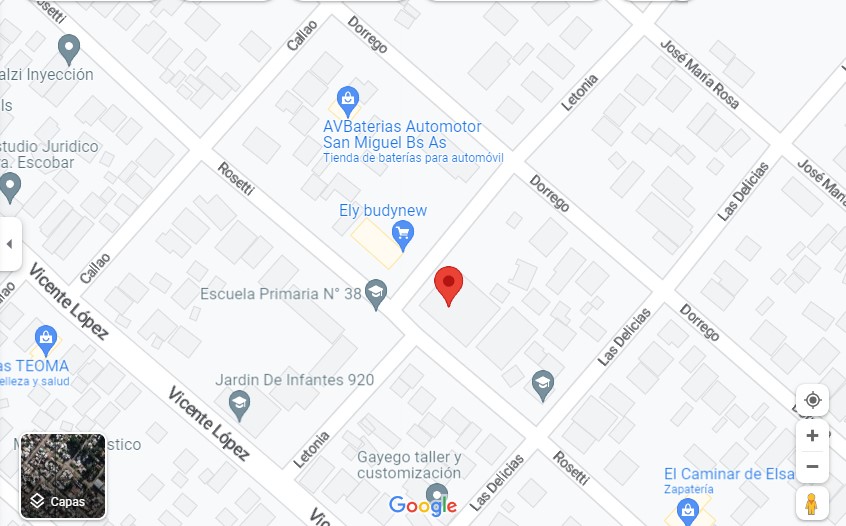 setti
Callao
Dorrego
José María Rosa
alzi Inyección
Letonia
ls
AVBaterias Automotor
San Miguel Bs As
Tienda de baterías para automóvil
studio Juridico
ra. Escobar
Rosetti
Dorrego
Las Delicias
José María
Ely budynew
Callao
Vicente López
Escuela Primaria N° 38
Dorrego
Las Delicias
as TEOMA
elleza y salud
Jardin De Infantes 920
Vicente López
Letonia
Gayego taller y
customización
Rosetti
Las Delicias
El Caminar de Elsa
Zapatería
Capas
Google